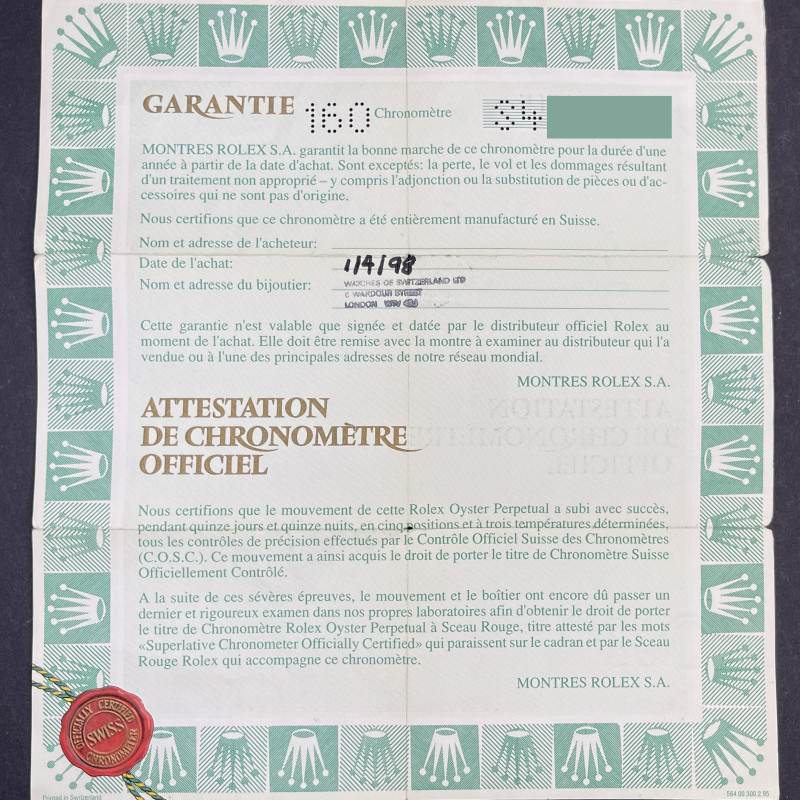 GARANTIE 160 Chronomètre S4
MONTRES ROLEX S.A. garantit la bonne marche de ce chronomètre pour la durée d'une
année à partir de la date d'achat. Sont exceptés: la perte, le vol et les dommages résultant
d'un traitement non approprié – y compris l'adjonction ou la substitution de pièces ou d'ac-
cessoires qui ne sont pas d'origine.
Nous certifions que ce chronomètre a été entièrement manufacturé en Suisse.
Nom et adresse de l'acheteur:
Date de l'achat: 1/4/98
Nom et adresse du bijoutier: WATCHES OF SWITZERLAND LTD
WARDOUR STREET
LONDON
Cette garantie n'est valable que signée et datée par le distributeur officiel Rolex au
moment de l'achat. Elle doit être remise avec la montre à examiner au distributeur qui l'a
vendue ou à l'une des principales adresses de notre réseau mondial.
MONTRES ROLEX S.A.
ATTESTATION
DE CHRONOMÈTRE
OFFICIEL
Nous certifions que le mouvement de cette Rolex Oyster Perpetual a subi avec succès,
pendant quinze jours et quinze nuits, en cinq positions et à trois températures déterminées,
tous les contrôles de précision effectués par le Contrôle Officiel Suisse des Chronomètres
(C.O.S.C.). Ce mouvement a ainsi acquis le droit de porter le titre de Chronomètre Suisse
Officiellement Contrôlé.
A la suite de ces sévères épreuves, le mouvement et le boîtier ont encore dû passer un
dernier et rigoureux examen dans nos propres laboratoires afin d'obtenir le droit de porter
le titre de Chronomètre Rolex Oyster Perpetual à Sceau Rouge, titre attesté par les mots
«Superlative Chronometer Officially Certified» qui paraissent sur le cadran et par le Sceau
Rouge Rolex qui accompagne ce chronomètre.
MONTRES ROLEX S.A.
OFFICIALLY CERTIFIED
SWISS
CHRONOMETER
Printed in Switzerland
564.00.300.2.95